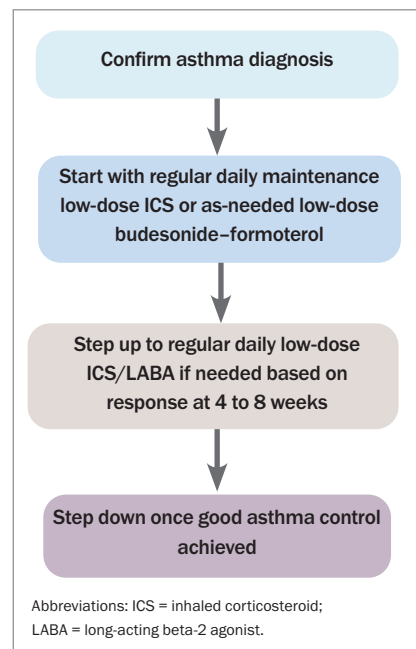 Confirm asthma diagnosis
Start with regular daily maintenance
low-dose ICS or as-needed low-dose
budesonide–formoterol
Step up to regular daily low-dose
ICS/LABA if needed based on
response at 4 to 8 weeks
Step down once good asthma control
achieved
Abbreviations: ICS = inhaled corticosteroid;
LABA = long-acting beta-2 agonist.